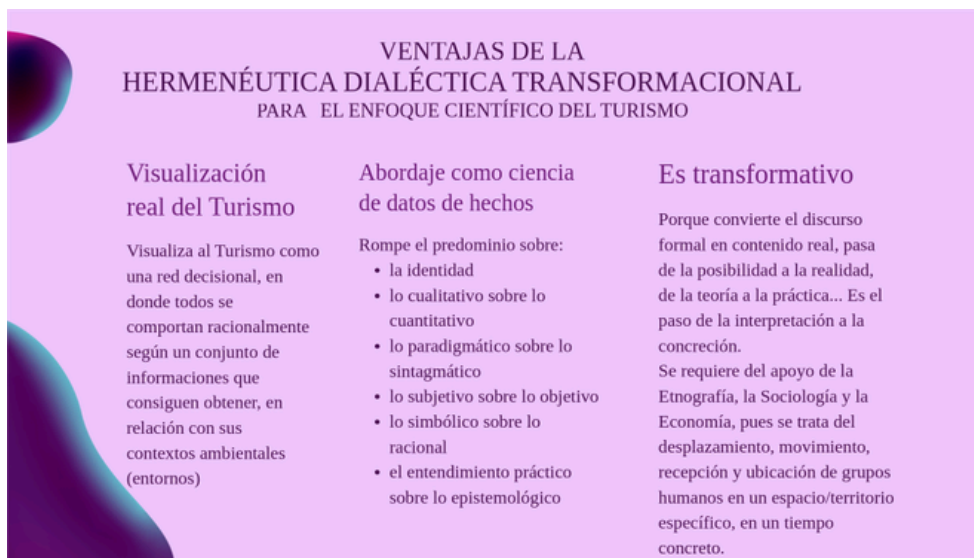 VENTAJAS DE LA
HERMENÉUTICA DIALÉCTICA TRANSFORMACIONAL
PARA EL ENFOQUE CIENTÍFICO DEL TURISMO
Visualización
real del Turismo
Visualiza al Turismo como
una red decisional, en
donde todos se
comportan racionalmente
según un conjunto de
informaciones que
consiguen obtener, en
relación con sus
contextos ambientales
(entornos)
Abordaje como ciencia
de datos de hechos
Rompe el predominio sobre:
• la identidad
• lo cualitativo sobre lo
cuantitativo
• lo paradigmático sobre lo
sintagmático
• lo subjetivo sobre lo objetivo
• lo simbólico sobre lo
racional
• el entendimiento práctico
sobre lo epistemológico
Es transformativo
Porque convierte el discurso
formal en contenido real, pasa
de la posibilidad a la realidad,
de la teoría a la práctica... Es el
paso de la interpretación a la
concreción.
Se requiere del apoyo de la
Etnografía, la Sociología y la
Economía, pues se trata del
desplazamiento, movimiento,
recepción y ubicación de grupos
humanos en un espacio/territorio
específico, en un tiempo
concreto.